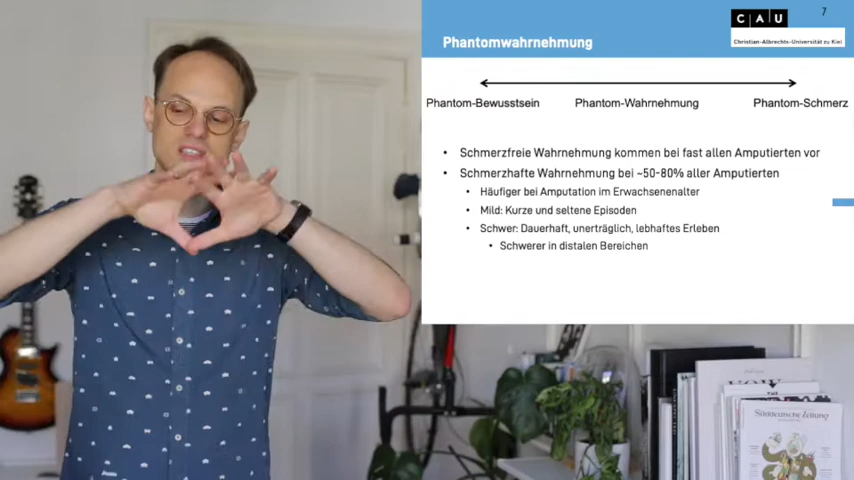 7
CAU
Christian-Albrechts-Universität zu Kiel
Phantomwahrnehmung
Phantom-Bewusstsein Phantom-Wahrnehmung Phantom-Schmerz
• Schmerzfreie Wahrnehmung kommen bei fast allen Amputierten vor
• Schmerzhafte Wahrnehmung bei ~50-80% aller Amputierten
• Häufiger bei Amputation im Erwachsenenalter
• Mild: Kurze und seltene Episoden
• Schwer: Dauerhaft, unerträglich, lebhaftes Erleben
• Schwerer in distalen Bereichen
Süddeutsche Zeitung